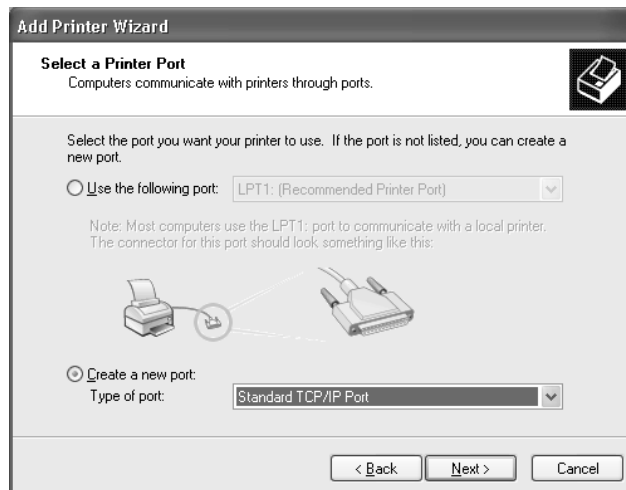 Add Printer Wizard
Select a Printer Port
Computers communicate with printers through ports.
Select the port you want your printer to use. If the port is not listed, you can create a
new port.
Use the following port:
LPT1: (Recommended Printer Port)
Note: Most computers use the LPT1: port to communicate with a local printer.
The connector for this port should look something like this:
Create a new port:
Type of port:
Standard TCP/IP Port
< Back
Next >
Cancel